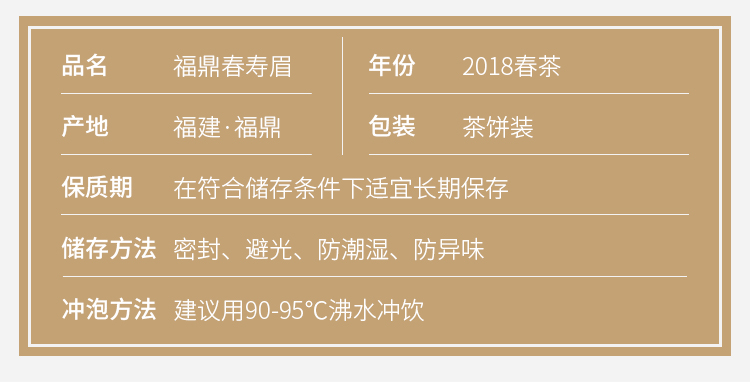 品名 福鼎春寿眉 年份 2018春茶
产地 福建·福鼎 包装 茶饼装
保质期 在符合储存条件下适宜长期保存
储存方法 密封、避光、防潮湿、防异味
冲泡方法 建议用90-95℃沸水冲饮